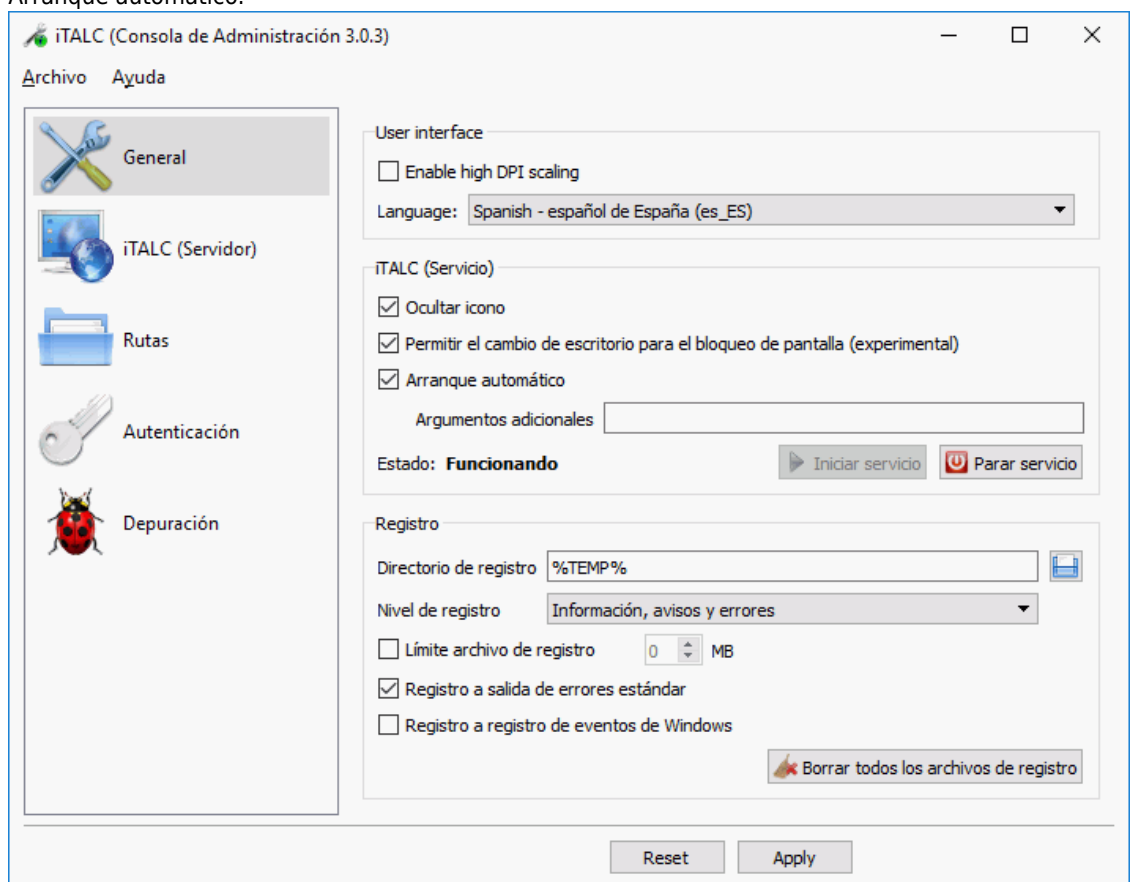 Arranque automático.
iTALC (Consola de Administración 3.0.3)
Archivo Ayuda
General
iTALC (Servidor)
Rutas
Autenticación
Depuración
User interface
Enable high DPI scaling
Language: Spanish - español de España (es_ES)
iTALC (Servicio)
Ocultar icono
Permitir el cambio de escritorio para el bloqueo de pantalla (experimental)
Arranque automático
Argumentos adicionales
Estado: Funcionando Iniciar servicio Parar servicio
Registro
Directorio de registro %TEMP%
Nivel de registro Información, avisos y errores
Límite archivo de registro 0 MB
Registro a salida de errores estándar
Registro a registro de eventos de Windows
Borrar todos los archivos de registro
Reset Apply